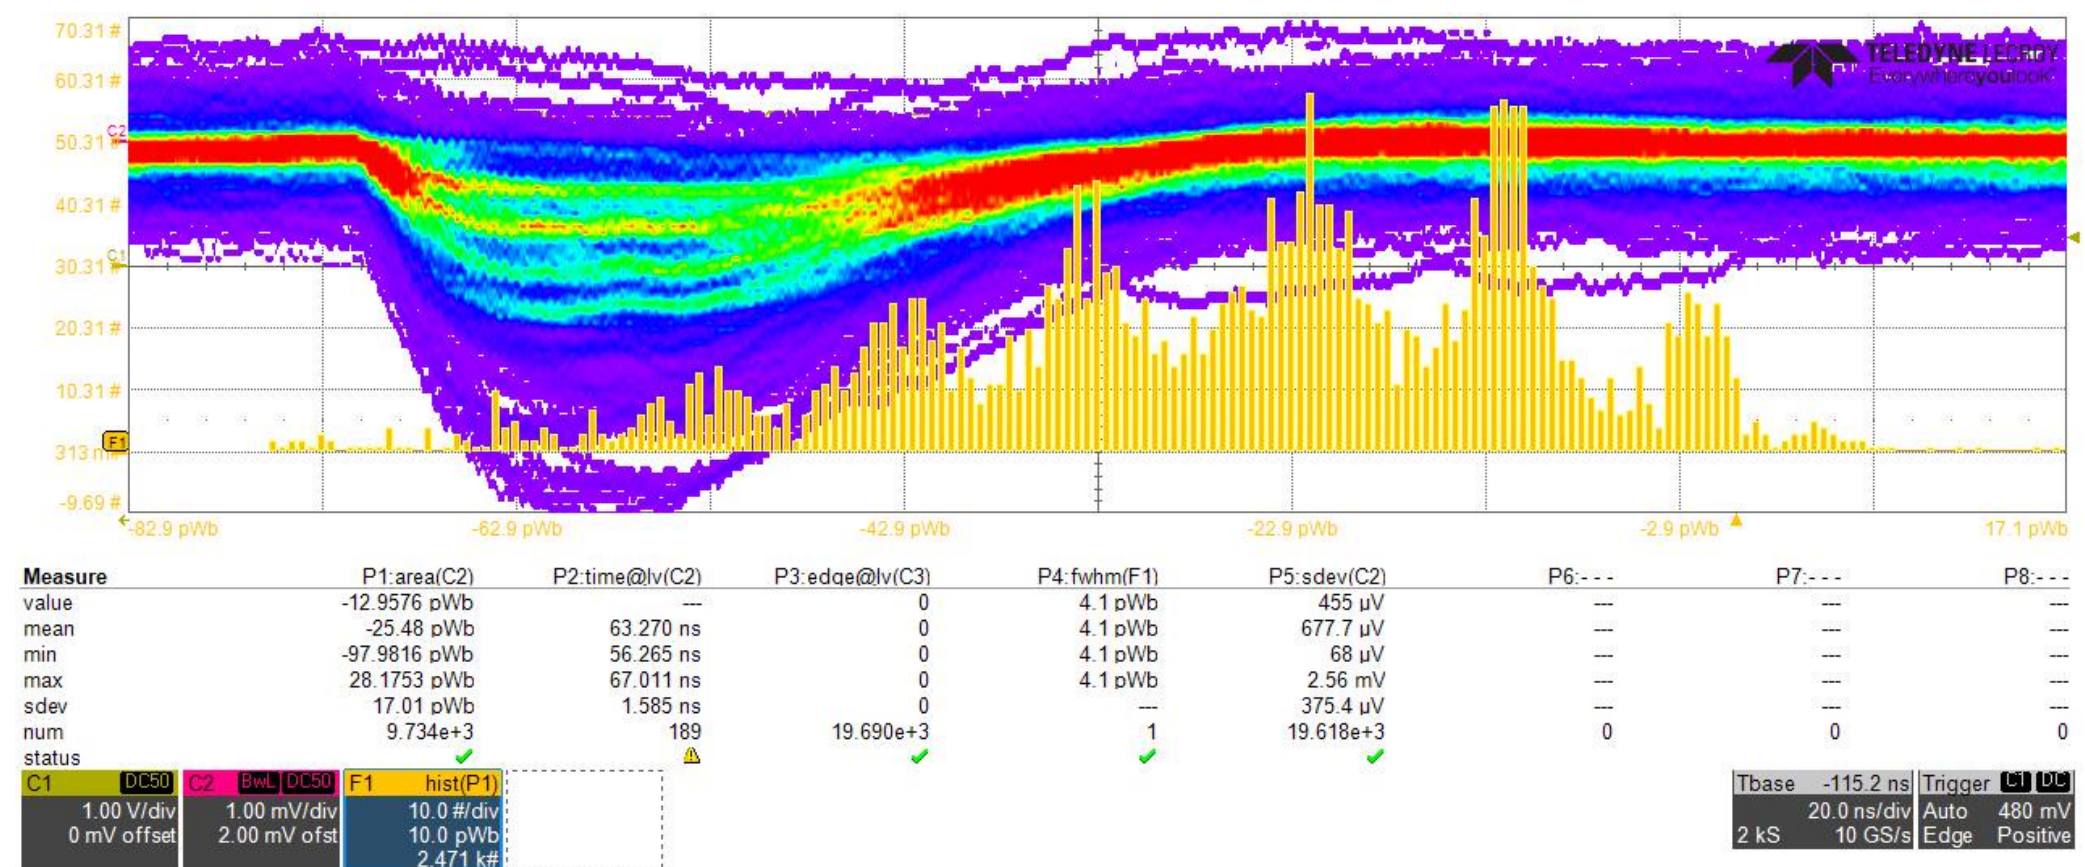 70.31 #
TELEDYNE LECROY
Everywhereyoulook
60.31 #
C2
50.31 #
40.31 #
C1
30.31 #
20.31 #
10.31 #
F1
313 m#
-9.69 #
-82.9 pWb -62.9 pWb -42.9 pWb -22.9 pWb -2.9 pWb 17.1 pWb
Measure P1:area(C2) P2:time@lv(C2) P3:edge@lv(C3) P4:fwhm(F1) P5:sdev(C2) P6:- - - P7:- - - P8:- - -
value -12.9576 pWb --- 0 4.1 pWb 455 µV --- --- ---
mean -25.48 pWb 63.270 ns 0 4.1 pWb 677.7 µV --- --- ---
min -97.9816 pWb 56.265 ns 0 4.1 pWb 68 µV --- --- ---
max 28.1753 pWb 67.011 ns 0 4.1 pWb 2.56 mV --- --- ---
sdev 17.01 pWb 1.585 ns 0 --- 375.4 µV --- --- ---
num 9.734e+3 189 19.690e+3 1 19.618e+3 0 0 0
status
C1 DC50 C2 BwL DC50 F1 hist(P1) Tbase -115.2 ns Trigger C1 DC
1.00 V/div 1.00 mV/div 10.0 #/div 20.0 ns/div Auto 480 mV
0 mV offset 2.00 mV ofst 10.0 pWb 2 kS 10 GS/s Edge Positive
2.471 k#